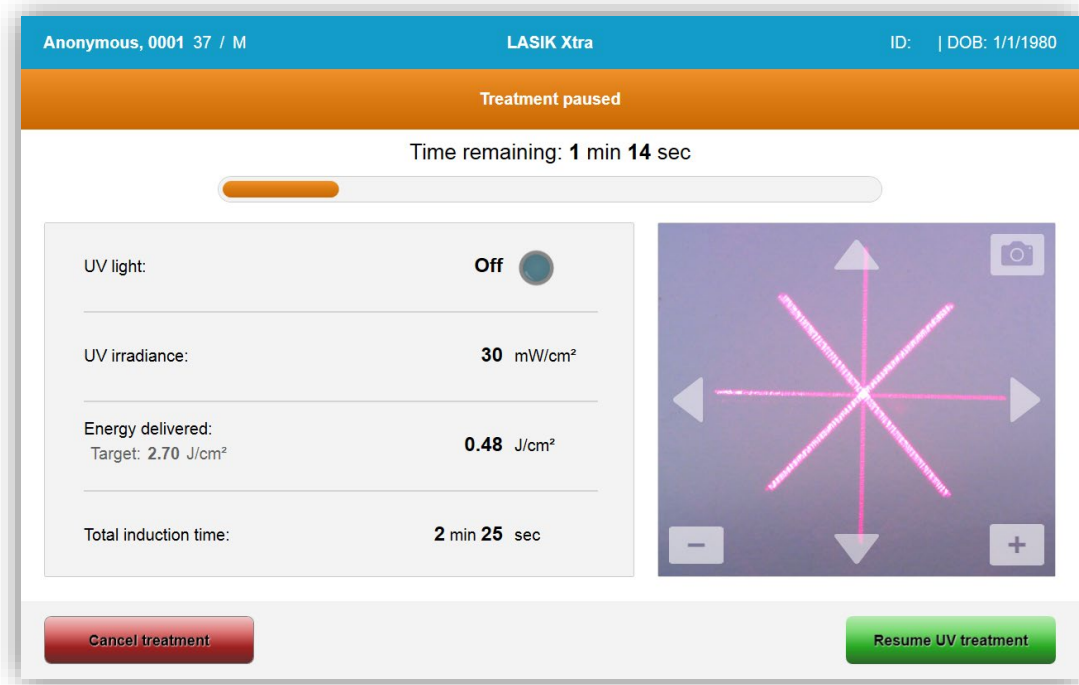 Anonymous, 0001 37 / M LASIK Xtra ID: | DOB: 1/1/1980
Treatment paused
Time remaining: 1 min 14 sec
UV light: Off
UV irradiance: 30 mW/cm²
Energy delivered:
Target: 2.70 J/cm² 0.48 J/cm²
Total induction time: 2 min 25 sec
Cancel treatment Resume UV treatment